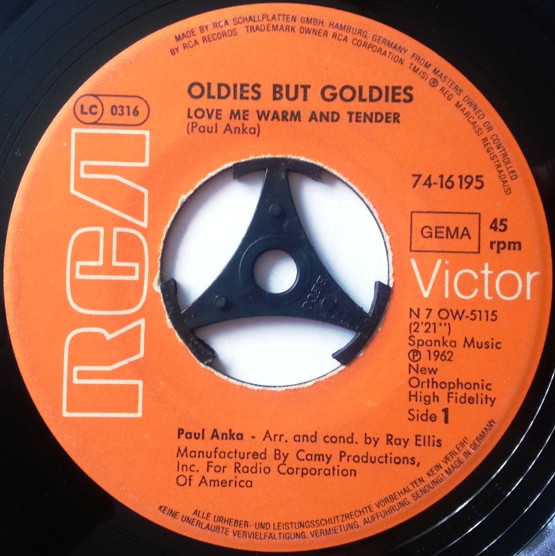 MADE BY RCA SCHALLPLATTEN GMBH, HAMBURG, GERMANY, FROM MASTERS OWNED OR CONTROLLED
BY RCA RECORDS TRADEMARK OWNER RCA CORPORATION TM(S) ® REG. MARCA(S) REGISTRADA(S)
OLDIES BUT GOLDIES
LOVE ME WARM AND TENDER
(Paul Anka)
LC 0316
RCA
74-16195
GEMA
45
rpm
Victor
N 7 OW-5115
(2'21'')
Spanka Music
℗ 1962
New
Orthophonic
High Fidelity
Side 1
Paul Anka - Arr. and cond. by Ray Ellis
Manufactured By Camy Productions,
Inc. For Radio Corporation
Of America
ALLE URHEBER- UND LEISTUNGSSCHUTZRECHTE VORBEHALTEN. KEIN VERLEIH!
KEINE UNERLAUBTE VERVIELFÄLTIGUNG, VERMIETUNG, AUFFÜHRUNG, SENDUNG! MADE IN GERMANY